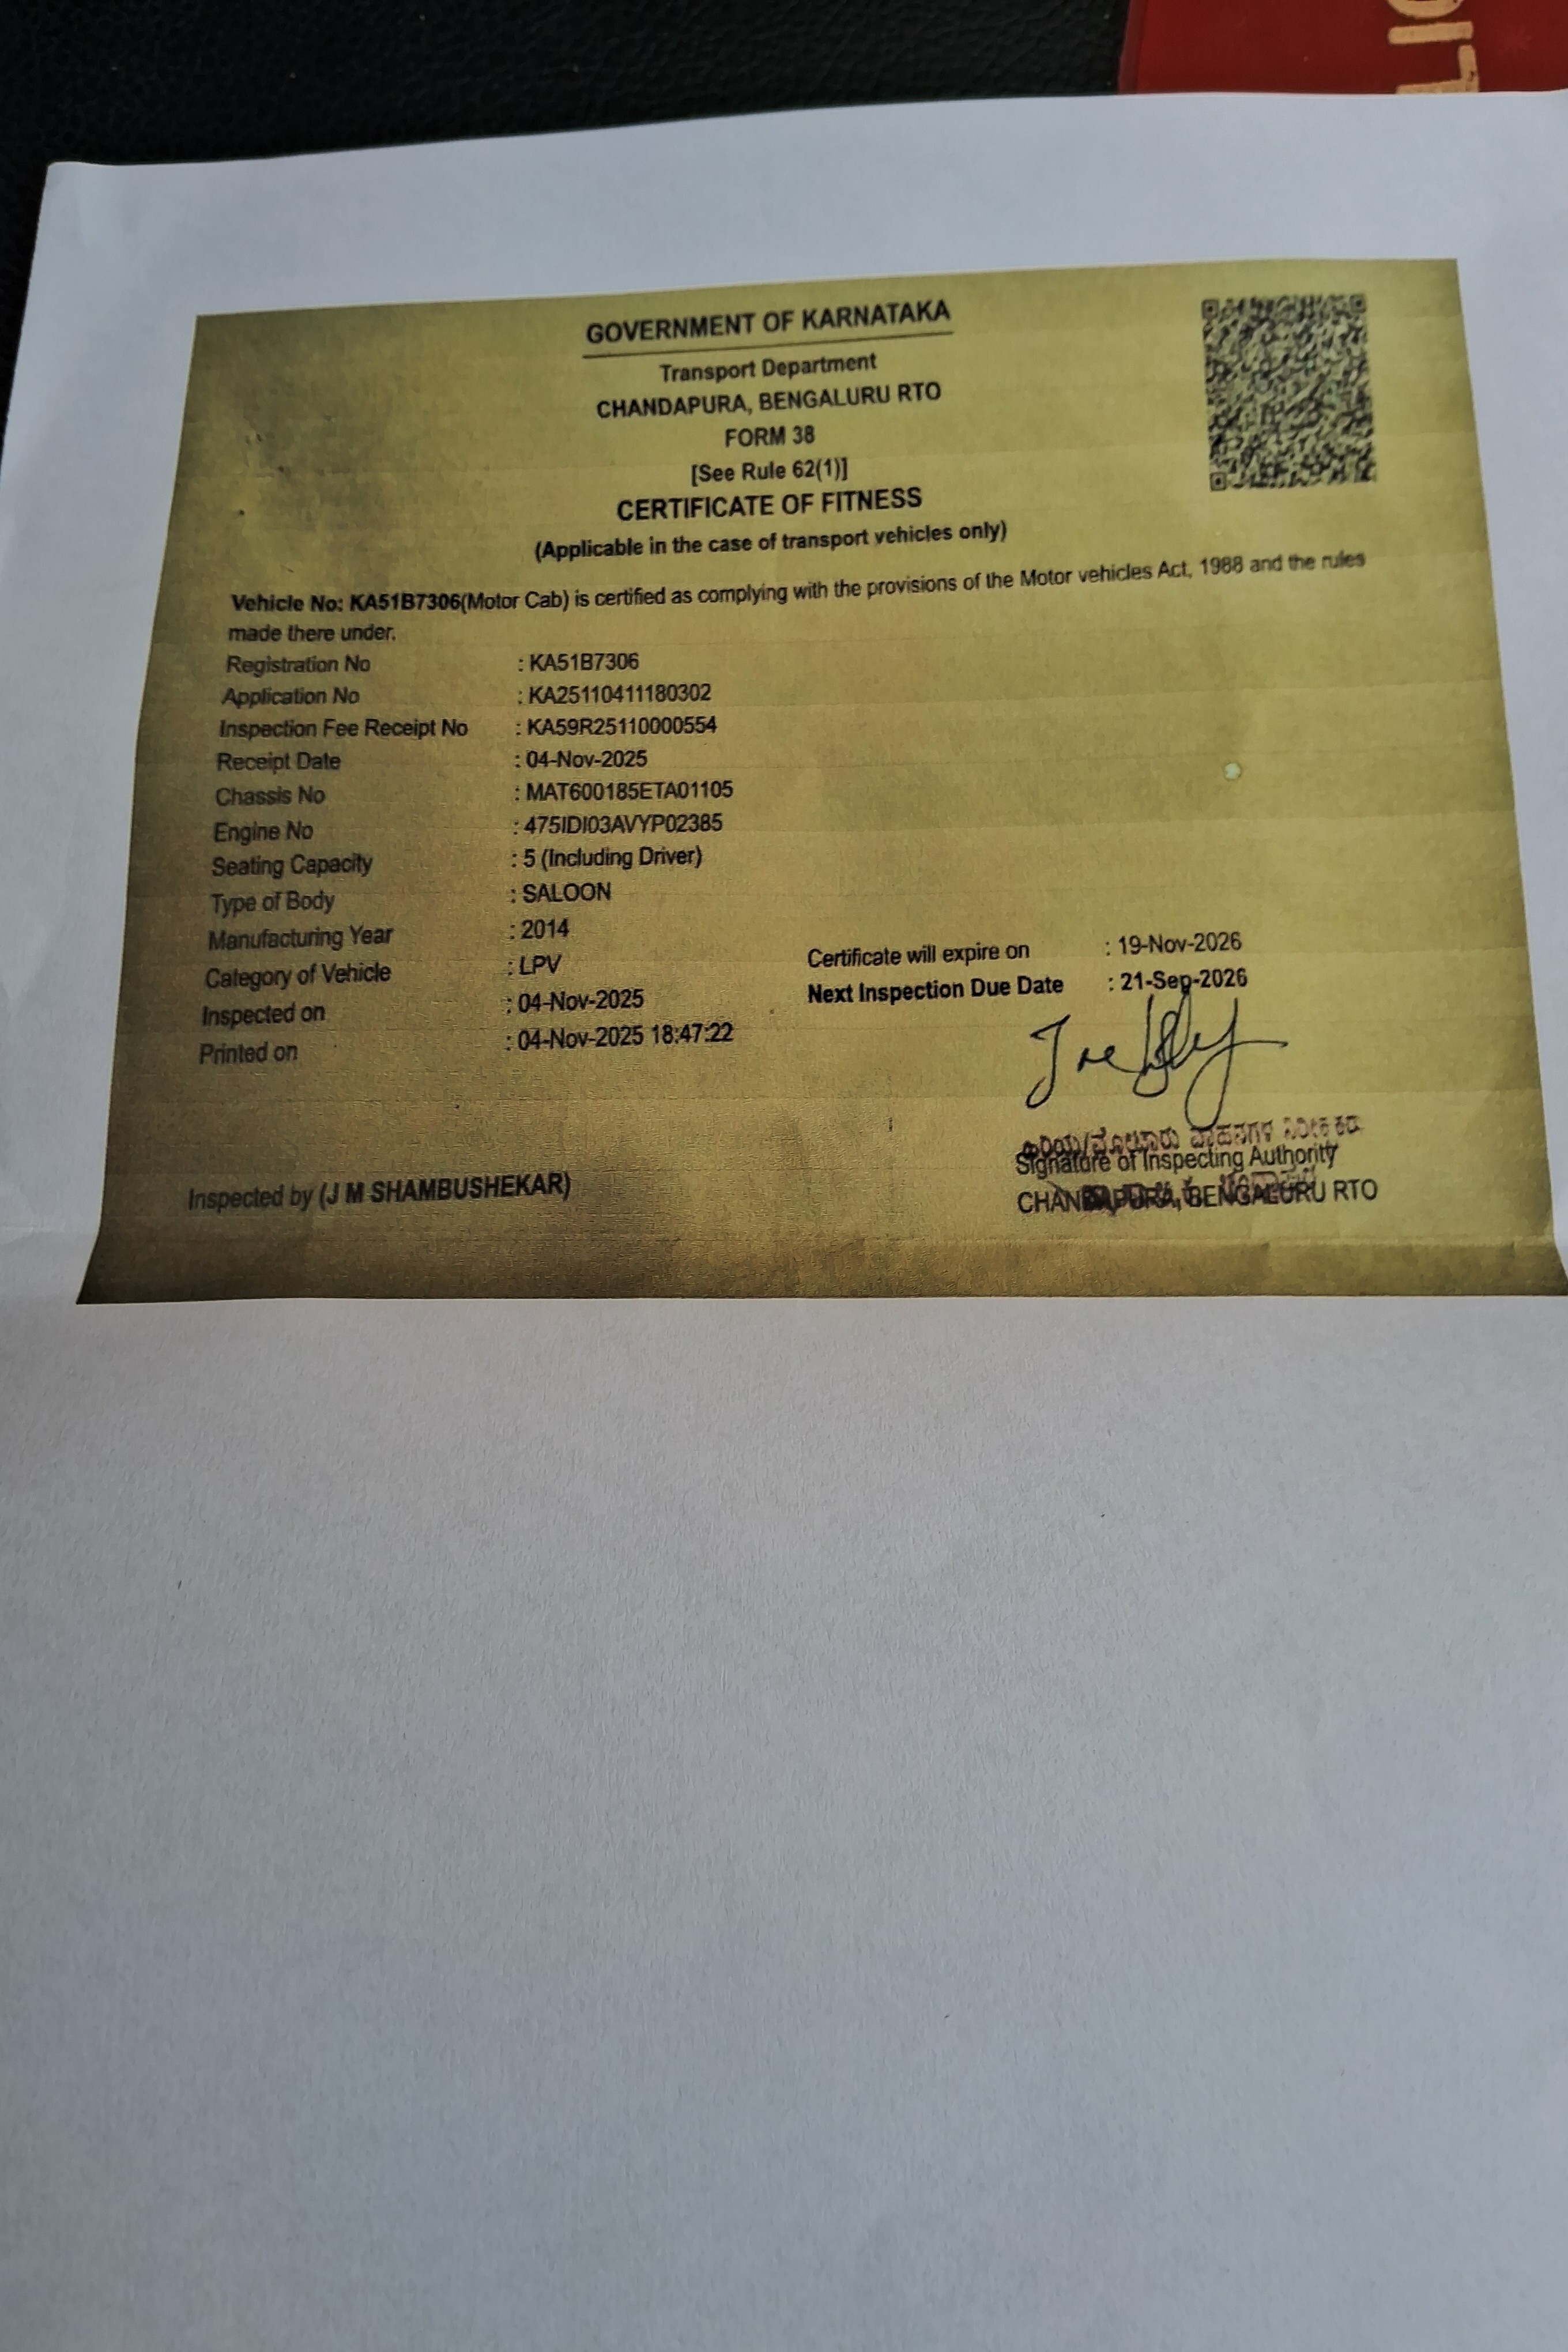 LIC
GOVERNMENT OF KARNATAKA
Transport Department
CHANDAPURA, BENGALURU RTO
FORM 38
[See Rule 62(1)]
CERTIFICATE OF FITNESS
(Applicable in the case of transport vehicles only)
Vehicle No: KA51B7306(Motor Cab) is certified as complying with the provisions of the Motor vehicles Act, 1988 and the rules
made there under.
Registration No : KA51B7306
Application No : KA25110411180302
Inspection Fee Receipt No : KA59R25110000554
Receipt Date : 04-Nov-2025
Chassis No : MAT600185ETA01105
Engine No : 475IDI03AVYP02385
Seating Capacity : 5 (Including Driver)
Type of Body : SALOON
Manufacturing Year : 2014
Category of Vehicle : LPV
Certificate will expire on : 19-Nov-2026
Inspected on : 04-Nov-2025
Next Inspection Due Date : 21-Sep-2026
Printed on : 04-Nov-2025 18:47:22
ಹಿರಿಯ/ಮೋಟಾರು ವಾಹನಗಳ ನಿರೀಕ್ಷಕರು
Signature of Inspecting Authority
Inspected by (J M SHAMBUSHEKAR)
CHANDAPURA, BENGALURU RTO